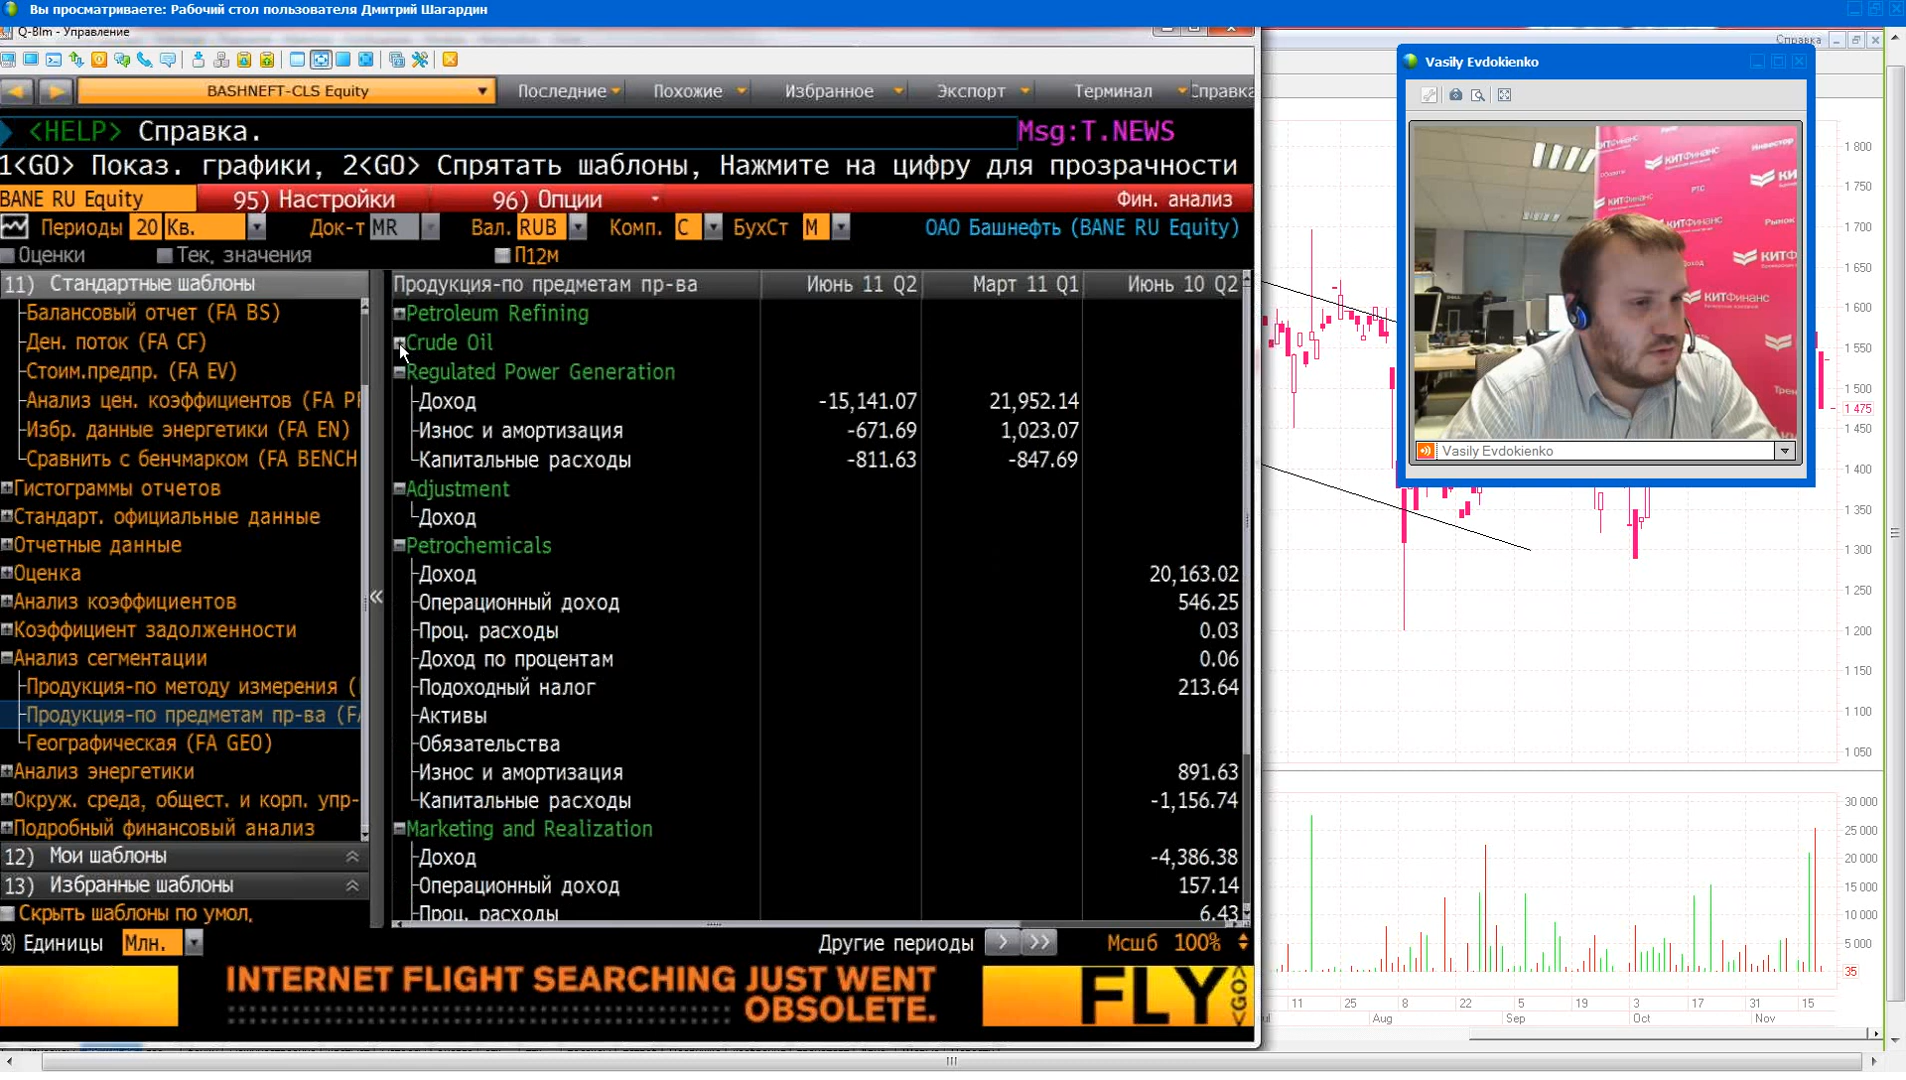 Вы просматриваете: Рабочий стол пользователя Дмитрий Шагардин
Q-Blm - Управление
BASHNEFT-CLS Equity
Последние
Похожие
Избранное
Экспорт
Терминал
Справка
<HELP> Справка.
Msg:T.NEWS
1<GO> Показ. графики, 2<GO> Спрятать шаблоны, Нажмите на цифру для прозрачности
BANE RU Equity
95) Настройки
96) Опции
Фин. анализ
Периоды 20 Кв.
Док-т MR
Вал. RUB
Комп. C
БухСт M
ОАО Башнефть (BANE RU Equity)
Оценки
Тек, значения
П12м
11) Стандартные шаблоны
Балансовый отчет (FA BS)
Ден. поток (FA CF)
Стоим.предпр. (FA EV)
Анализ цен. коэффициентов (FA
Избр. данные энергетики (FA EN)
Сравнить с бенчмарком (FA BENCH
Гистограммы отчетов
Стандарт. официальные данные
Отчетные данные
Оценка
Анализ коэффициентов
Коэффициент задолженности
Анализ сегментации
Продукция-по методу измерения (
Продукция-по предметам пр-ва (FA
Географическая (FA GEO)
Анализ энергетики
Окруж. среда, общест. и корп. упр-
Подробный финансовый анализ
12) Мои шаблоны
13) Избранные шаблоны
Скрыть шаблоны по умол,
98) Единицы Млн.
Продукция-по предметам пр-ва
Июнь 11 Q2
Март 11 Q1
Июнь 10 Q2
Petroleum Refining
Crude Oil
Regulated Power Generation
Доход -15,141.07 21,952.14
Износ и амортизация -671.69 1,023.07
Капитальные расходы -811.63 -847.69
Adjustment
Доход
Petrochemicals
Доход 20,163.02
Операционный доход 546.25
Проц. расходы 0.03
Доход по процентам 0.06
Подоходный налог 213.64
Активы
Обязательства
Износ и амортизация 891.63
Капитальные расходы -1,156.74
Marketing and Realization
Доход -4,386.38
Операционный доход 157.14
Проц. расходы 6.43
Другие периоды > >>
Мсшб 100%
INTERNET FLIGHT SEARCHING JUST WENT
OBSOLETE.
FLY
Справка
Vasily Evdokienko
КИТФинанс
КИТФинанс
РТС
КИТФинанс
Рынок
КИТФинанс
Доход
КИТФинанс
Vasily Evdokienko
1 800
1 750
1 700
1 650
1 600
1 550
1 500
1 475
1 450
1 400
1 350
1 300
1 250
1 200
1 150
1 100
1 050
30 000
25 000
20 000
15 000
10 000
5 000
35
11 25 8 22 5 19 3 17 31 15
Aug Sep Oct Nov